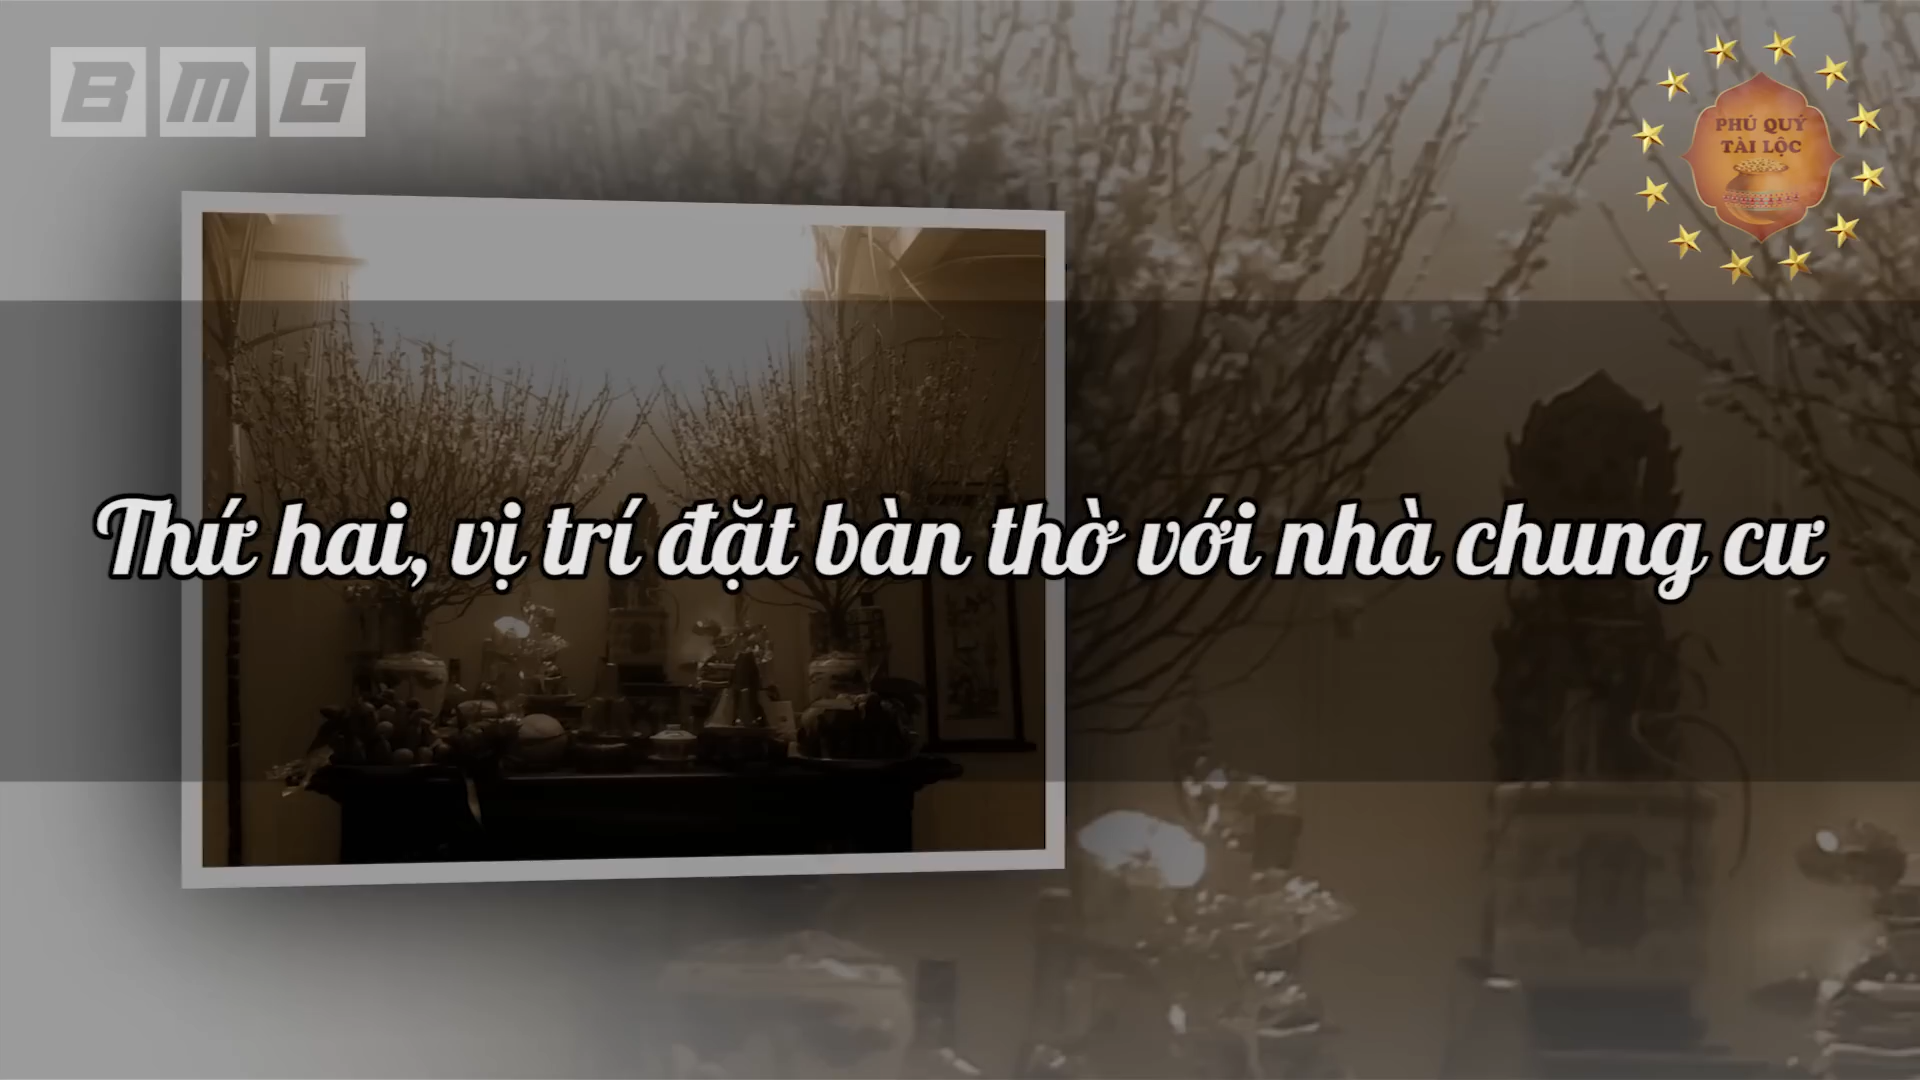 BMG
PHÚ QUÝ
TÀI LỘC
Thứ hai, vị trí đặt bàn thờ với nhà chung cư